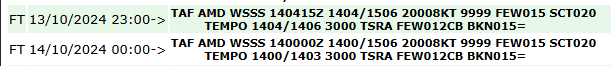 FT 13/10/2024 23:00-> TAF AMD WSSS 140415Z 1404/1506 20008KT 9999 FEW015 SCT020
TEMPO 1404/1406 3000 TSRA FEW012CB BKN015=
FT 14/10/2024 00:00-> TAF AMD WSSS 140000Z 1400/1506 20008KT 9999 FEW015 SCT020
TEMPO 1400/1403 3000 TSRA FEW012CB BKN015=